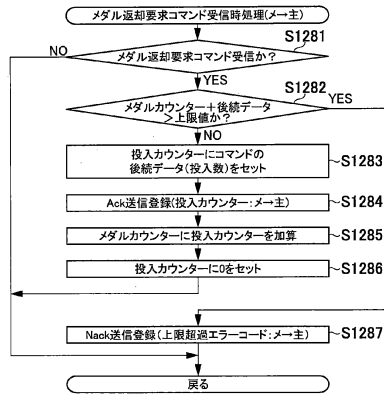 メダル返却要求コマンド受信時処理(メ→主)
S1281
NO
メダル返却要求コマンド受信か?
YES
S1282
メダルカウンター+後続データ
>上限値か?
YES
NO
投入カウンターにコマンドの
後続データ(投入数)をセット
S1283
Ack送信登録(投入カウンター:メ→主)
S1284
メダルカウンターに投入カウンターを加算
S1285
投入カウンターに0をセット
S1286
Nack送信登録(上限超過エラーコード:メ→主)
S1287
戻る